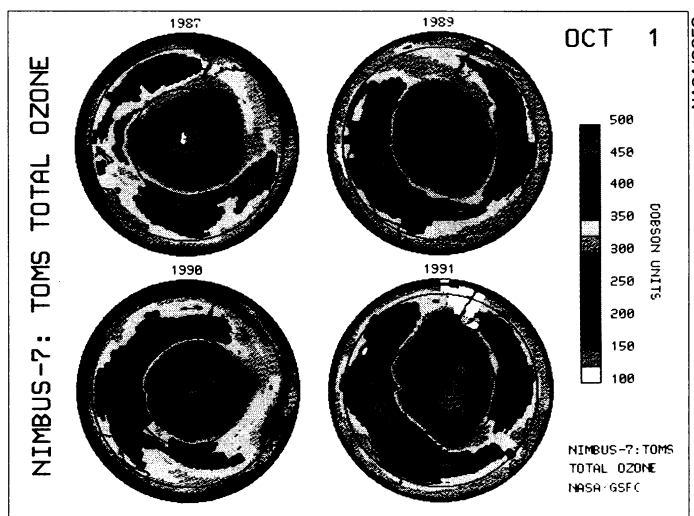 NIMBUS-7: TOMS TOTAL OZONE
1987
1989
OCT 1
1990
1991
500
450
400
350
300
250
200
150
100
DOBSON UNITS
NIMBUS-7:TOMS
TOTAL OZONE
NASA/GSFC